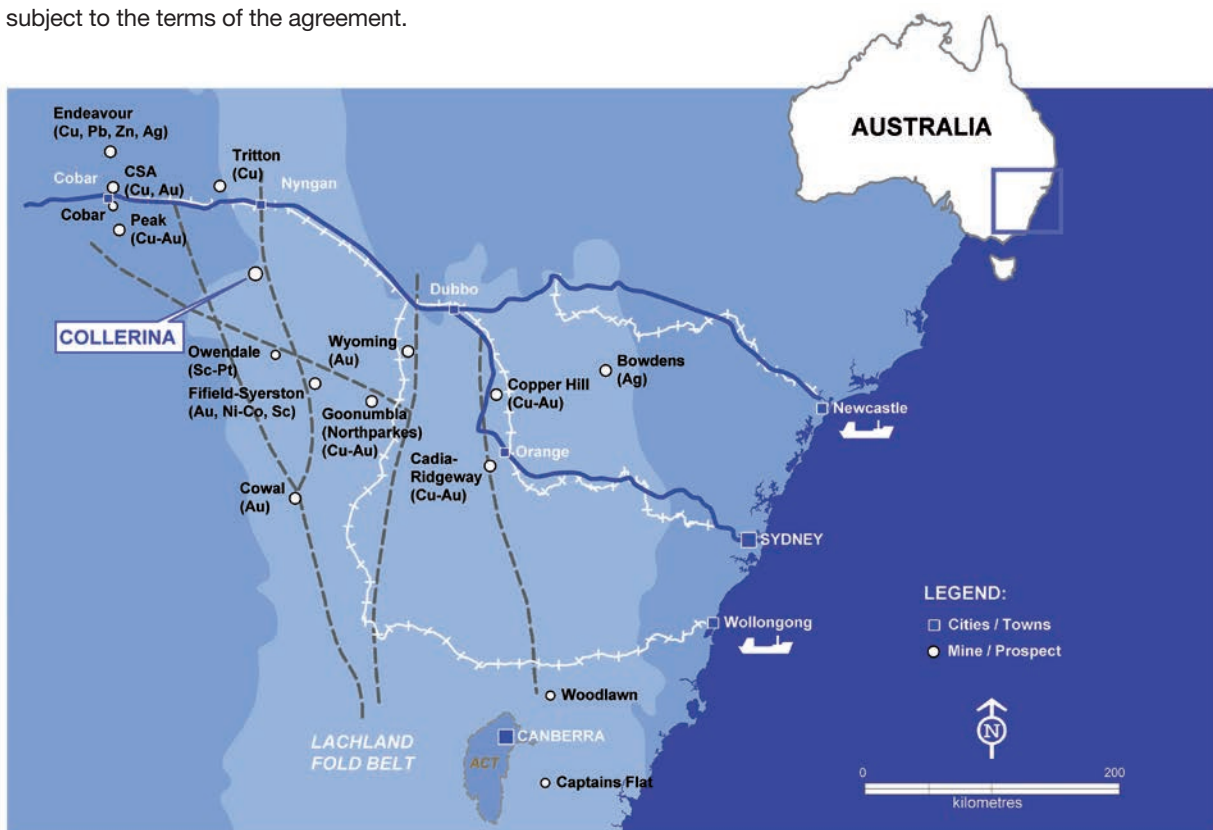 subject to the terms of the agreement.
AUSTRALIA
Endeavour
(Cu, Pb, Zn, Ag)
Cobar
CSA
(Cu, Au)
Cobar
Peak
(Cu-Au)
Tritton
(Cu)
Nyngan
COLLERINA
Dubbo
Owendale
(Sc-Pt)
Wyoming
(Au)
Fifield-Syerston
(Au, Ni-Co, Sc)
Goonumbla
(Northparkes)
(Cu-Au)
Copper Hill
(Cu-Au)
Bowdens
(Ag)
Newcastle
Orange
Cadia-
Ridgeway
(Cu-Au)
Cowal
(Au)
SYDNEY
Wollongong
LEGEND:
Cities / Towns
Mine / Prospect
Woodlawn
LACHLAND
FOLD BELT
CANBERRA
ACT
Captains Flat
N
0 200
kilometres